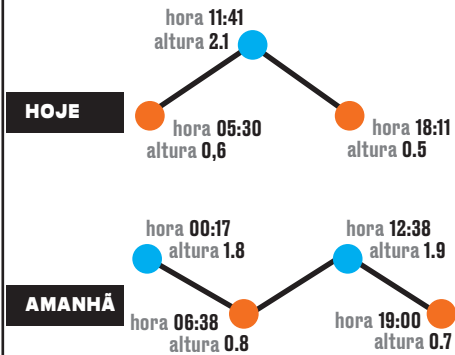 hora 11:41
altura 2.1
HOJE
hora 05:30
altura 0,6
hora 18:11
altura 0.5
hora 00:17
altura 1.8
hora 12:38
altura 1.9
AMANHÃ
hora 06:38
altura 0.8
hora 19:00
altura 0.7